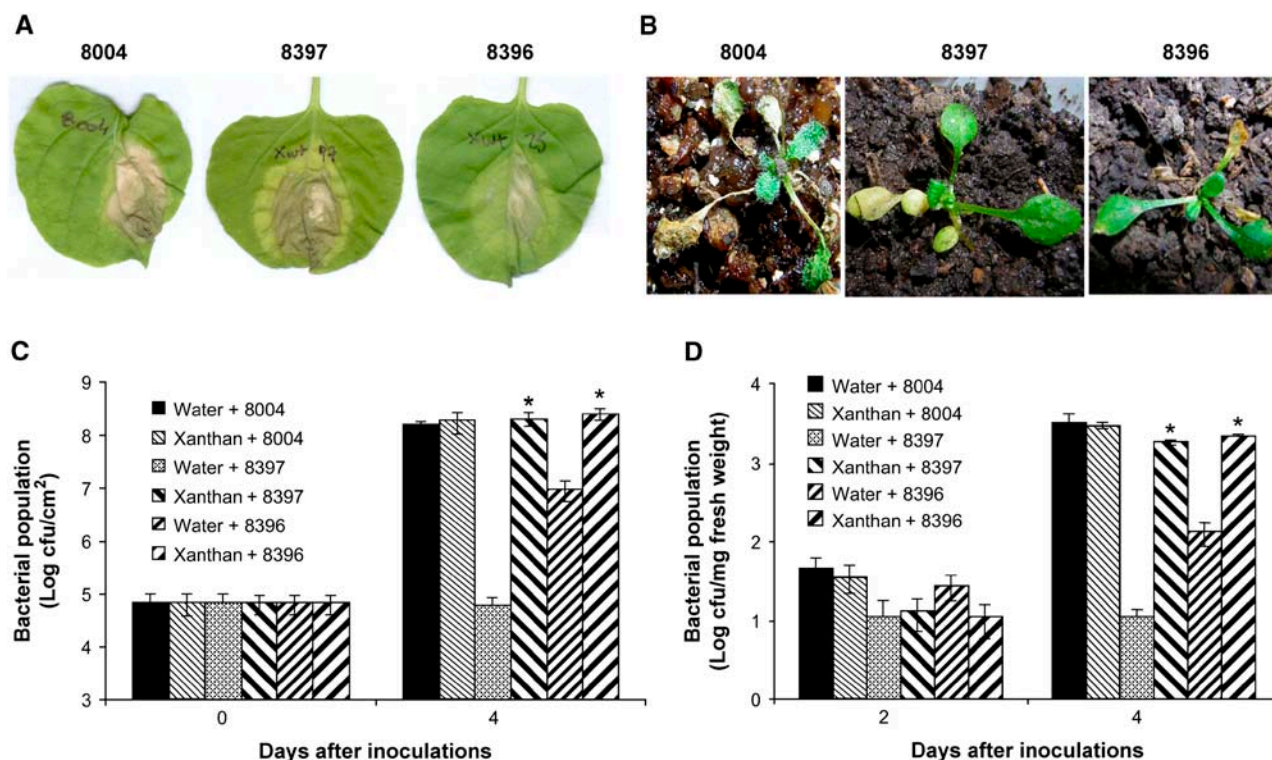 A
8004 8397 8396
8004
Xwt 97
Xwt 25
B
8004 8397 8396
C
Bacterial population
(Log cfu/cm²)
9
8
7
6
5
4
3
Water + 8004
Xanthan + 8004
Water + 8397
Xanthan + 8397
Water + 8396
Xanthan + 8396
* *
0 4
Days after inoculations
D
Bacterial population
(Log cfu/mg fresh weight)
4
3
2
1
0
Water + 8004
Xanthan + 8004
Water + 8397
Xanthan + 8397
Water + 8396
Xanthan + 8396
* *
2 4
Days after inoculations